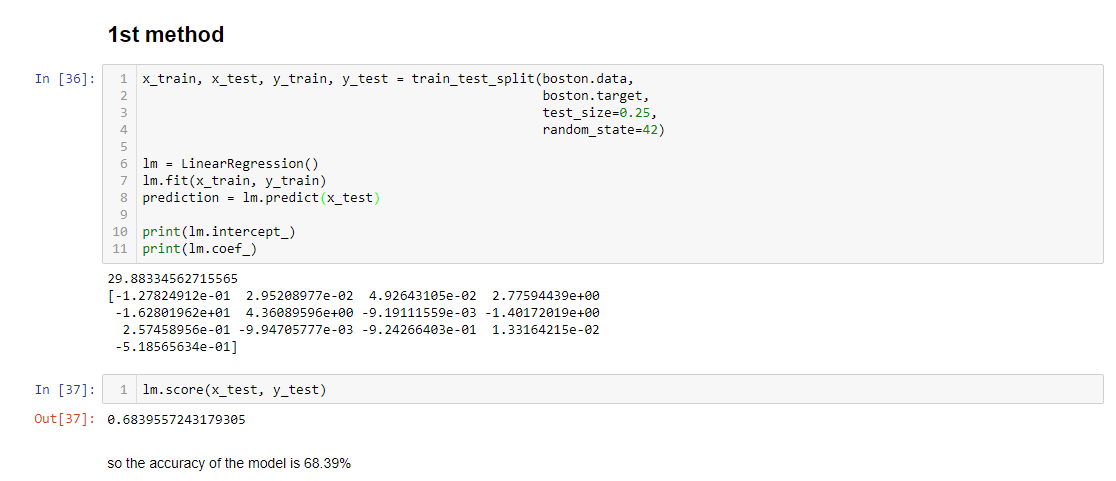 1st method
In [36]:
1 x_train, x_test, y_train, y_test = train_test_split(boston.data,
2 boston.target,
3 test_size=0.25,
4 random_state=42)
5
6 lm = LinearRegression()
7 lm.fit(x_train, y_train)
8 prediction = lm.predict(x_test)
9
10 print(lm.intercept_)
11 print(lm.coef_)
29.88334562715565
[-1.27824912e-01 2.95208977e-02 4.92643105e-02 2.77594439e+00
-1.62801962e+01 4.36089596e+00 -9.19111559e-03 -1.40172019e+00
2.57458956e-01 -9.94705777e-03 -9.24266403e-01 1.33164215e-02
-5.18565634e-01]
In [37]:
1 lm.score(x_test, y_test)
Out[37]: 0.6839557243179305
so the accuracy of the model is 68.39%